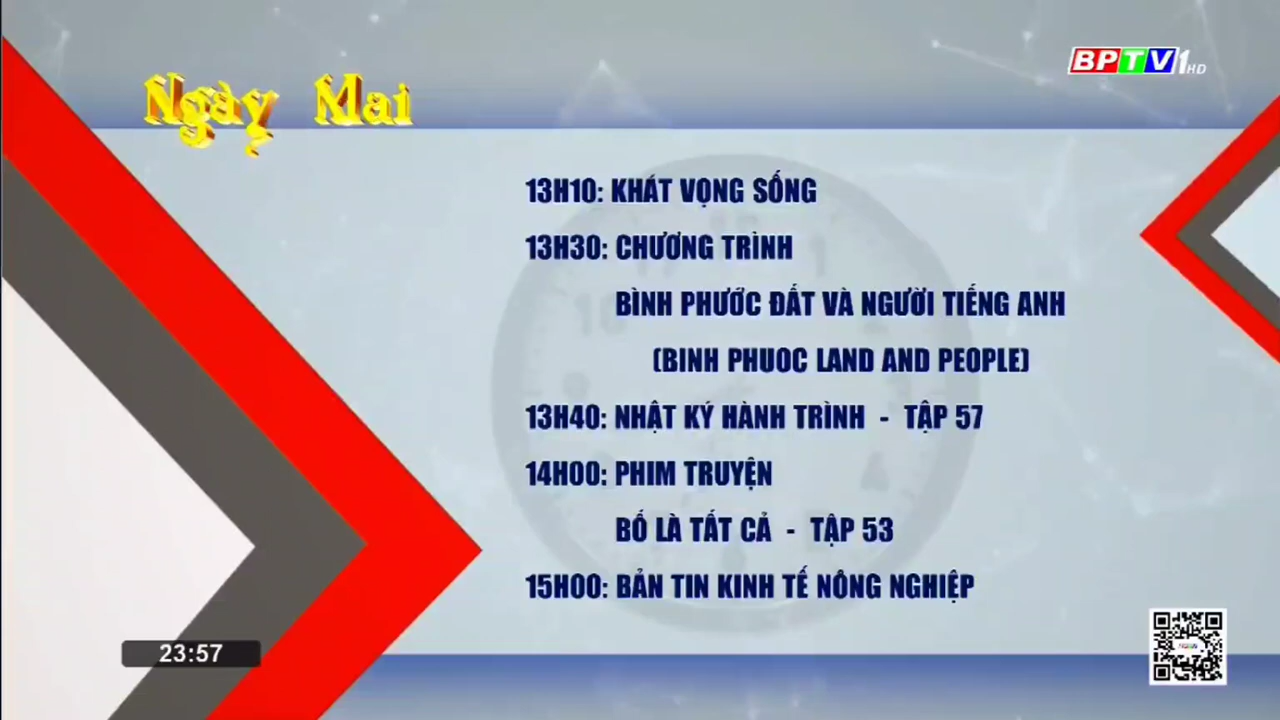 BPTV1HD
Ngày Mai
13H10: KHÁT VỌNG SỐNG
13H30: CHƯƠNG TRÌNH
BÌNH PHƯỚC ĐẤT VÀ NGƯỜI TIẾNG ANH
(BINH PHUOC LAND AND PEOPLE)
13H40: NHẬT KÝ HÀNH TRÌNH - TẬP 57
14H00: PHIM TRUYỆN
BỐ LÀ TẤT CẢ - TẬP 53
15H00: BẢN TIN KINH TẾ NÔNG NGHIỆP
23:57